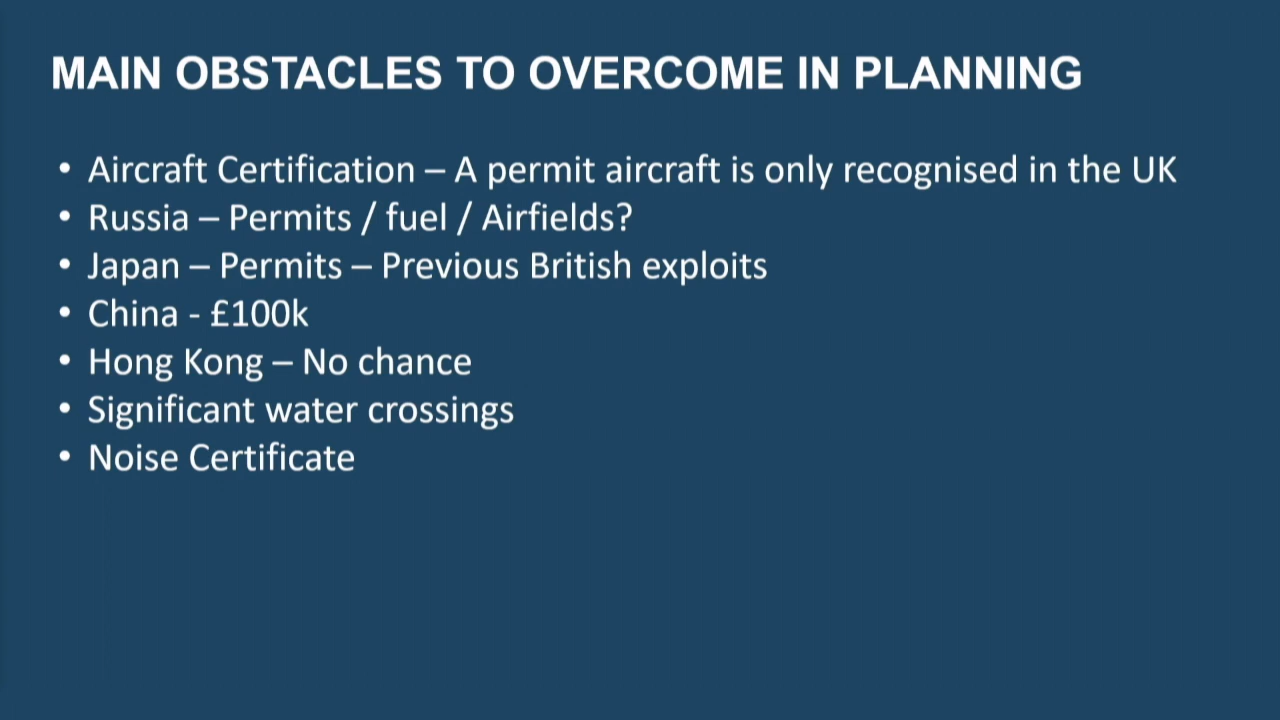 MAIN OBSTACLES TO OVERCOME IN PLANNING
• Aircraft Certification – A permit aircraft is only recognised in the UK
• Russia – Permits / fuel / Airfields?
• Japan – Permits – Previous British exploits
• China - £100k
• Hong Kong – No chance
• Significant water crossings
• Noise Certificate